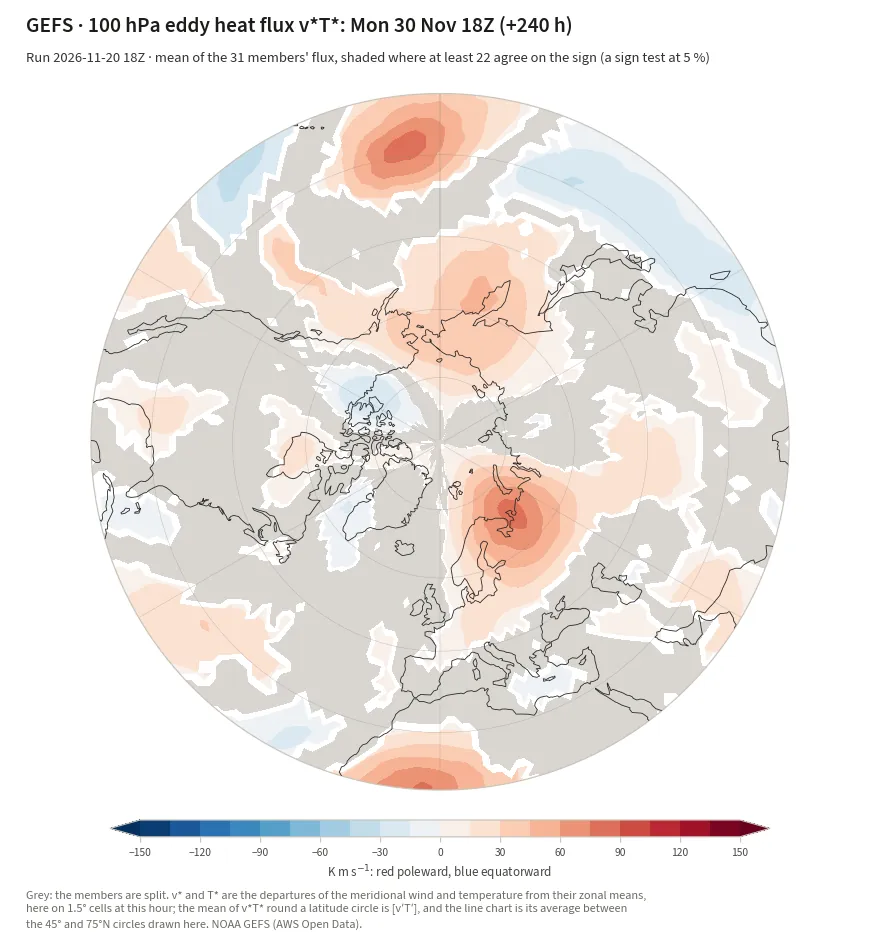 GEFS · 100 hPa eddy heat flux v*T*: Mon 30 Nov 18Z (+240 h)
Run 2026-11-20 18Z · mean of the 31 members' flux, shaded where at least 22 agree on the sign (a sign test at 5 %)
−150 −120 −90 −60 −30 0 30 60 90 120 150
K m s⁻¹: red poleward, blue equatorward
Grey: the members are split. v* and T* are the departures of the meridional wind and temperature from their zonal means,
here on 1.5° cells at this hour; the mean of v*T* round a latitude circle is [v'T'], and the line chart is its average between
the 45° and 75°N circles drawn here. NOAA GEFS (AWS Open Data).